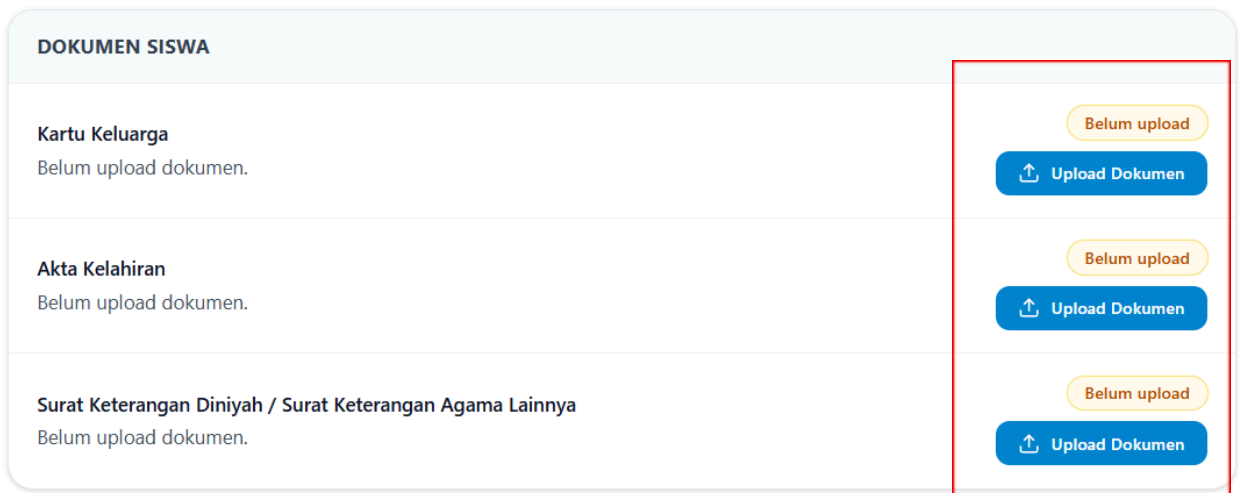 DOKUMEN SISWA
Kartu Keluarga
Belum upload dokumen.
Belum upload
Upload Dokumen
Akta Kelahiran
Belum upload dokumen.
Belum upload
Upload Dokumen
Surat Keterangan Diniyah / Surat Keterangan Agama Lainnya
Belum upload dokumen.
Belum upload
Upload Dokumen